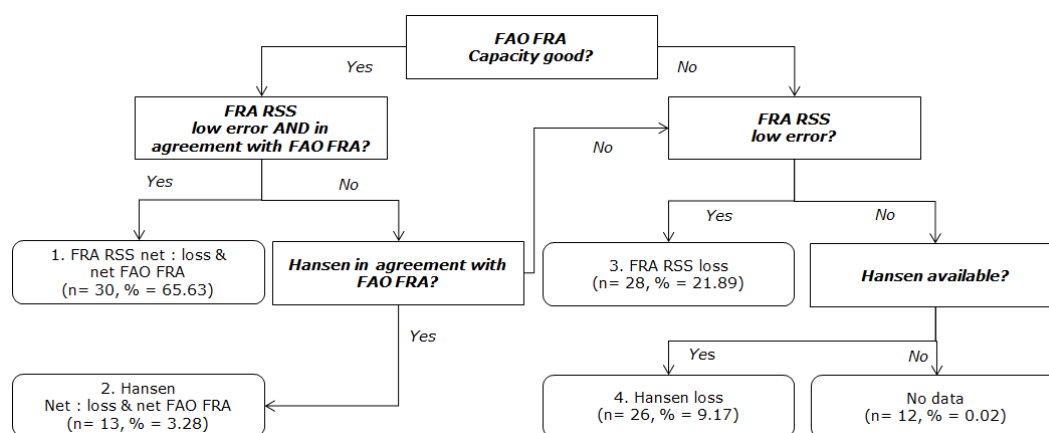 FAO FRA
Capacity good?
Yes
No
FRA RSS
low error AND in
agreement with FAO FRA?
FRA RSS
low error?
No
Yes
No
Yes
No
1. FRA RSS net : loss &
net FAO FRA
(n= 30, % = 65.63)
Hansen in agreement with
FAO FRA?
3. FRA RSS loss
(n= 28, % = 21.89)
Hansen available?
Yes
Yes
No
2. Hansen
Net : loss & net FAO FRA
(n= 13, % = 3.28)
4. Hansen loss
(n= 26, % = 9.17)
No data
(n= 12, % = 0.02)